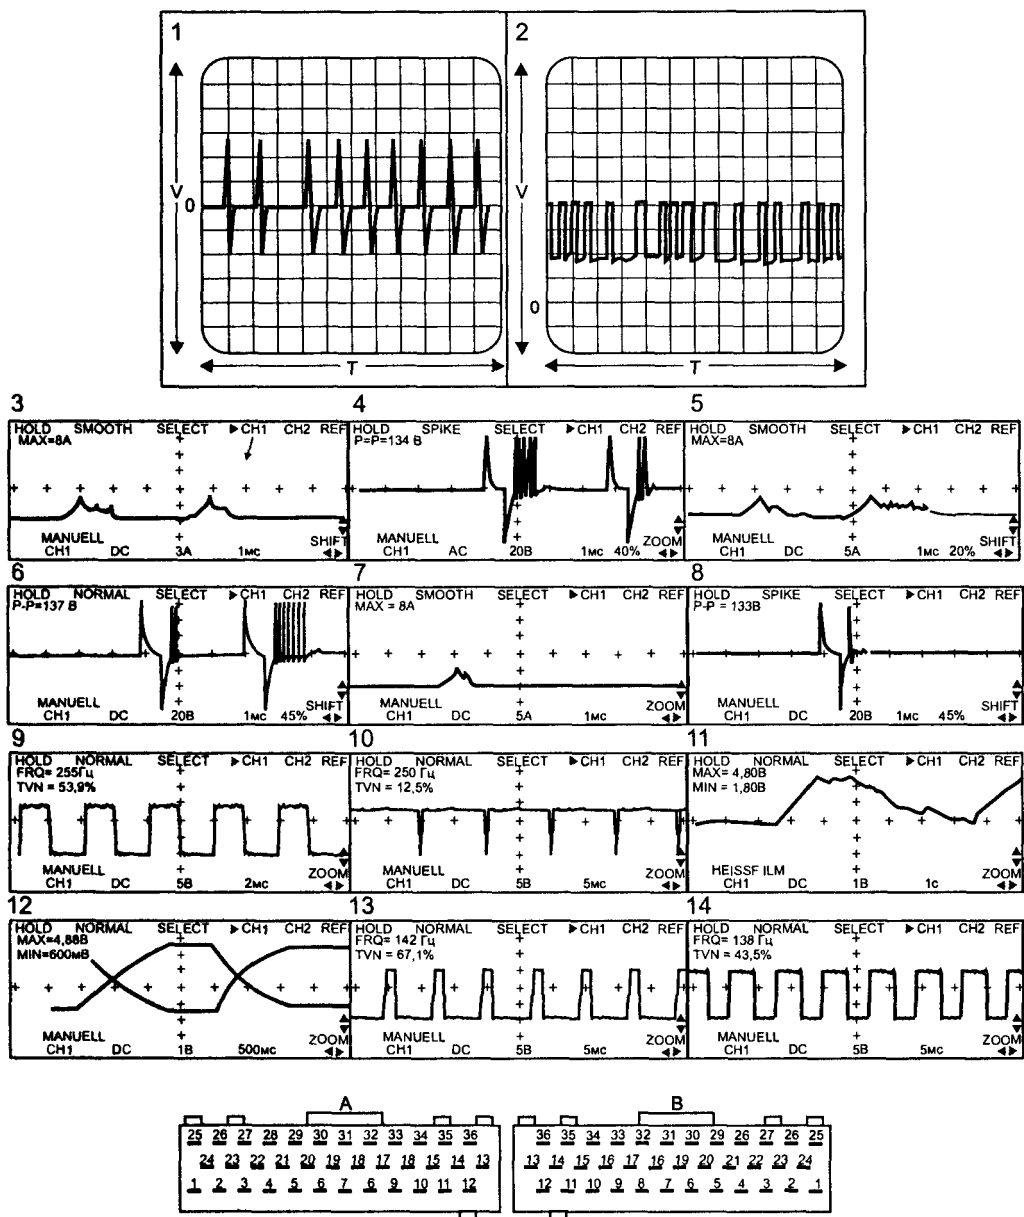 1 2
V 0 T
V 0 T
3 4 5
HOLD SMOOTH SELECT ►CH1 CH2 REF
MAX=8A
MANUELL SHIFT
CH1 DC 3A 1мс
HOLD SPIKE SELECT ►CH1 CH2 REF
P=P=134 В
MANUELL ZOOM
CH1 AC 20В 1мс 40%
HOLD SMOOTH SELECT ►CH1 CH2 REF
MAX=8A
MANUELL SHIFT
CH1 DC 5A 1мс 20%
6 7 8
HOLD NORMAL SELECT ►CH1 CH2 REF
P-P=137 В
MANUELL SHIFT
CH1 DC 20В 1мс 45%
HOLD SMOOTH SELECT ►CH1 CH2 REF
MAX = 8A
MANUELL ZOOM
CH1 DC 5A 1мс
HOLD SPIKE SELECT ►CH1 CH2 REF
P-P = 133В
MANUELL SHIFT
CH1 DC 20В 1мс 45%
9 10 11
HOLD NORMAL SELECT ►CH1 CH2 REF
FRQ= 255Гц
TVN = 53,9%
MANUELL ZOOM
CH1 DC 5В 2мс
HOLD NORMAL SELECT ►CH1 CH2 REF
FRQ= 250 Гц
TVN = 12,5%
MANUELL ZOOM
CH1 DC 5В 5мс
HOLD NORMAL SELECT ►CH1 CH2 REF
MAX= 4,80В
MIN = 1,80В
HEISSF ILM ZOOM
CH1 DC 1В 1с
12 13 14
HOLD NORMAL SELECT ►CH1 CH2 REF
MAX=4,88В
MIN=600мВ
MANUELL ZOOM
CH1 DC 1В 500мс
HOLD NORMAL SELECT ►CH1 CH2 REF
FRQ= 142 Гц
TVN = 67,1%
MANUELL ZOOM
CH1 DC 5В 5мс
HOLD NORMAL SELECT ►CH1 CH2 REF
FRQ= 138 Гц
TVN = 43,5%
MANUELL ZOOM
CH1 DC 5В 5мс
A B
25 26 27 28 29 30 31 32 33 34 35 36
24 23 22 21 20 19 18 17 18 15 14 13
1 2 3 4 5 6 7 6 9 10 11 12
36 35 34 33 32 31 30 29 26 27 26 25
13 14 15 16 17 16 19 20 21 22 23 24
12 11 10 9 8 7 6 5 4 3 2 1